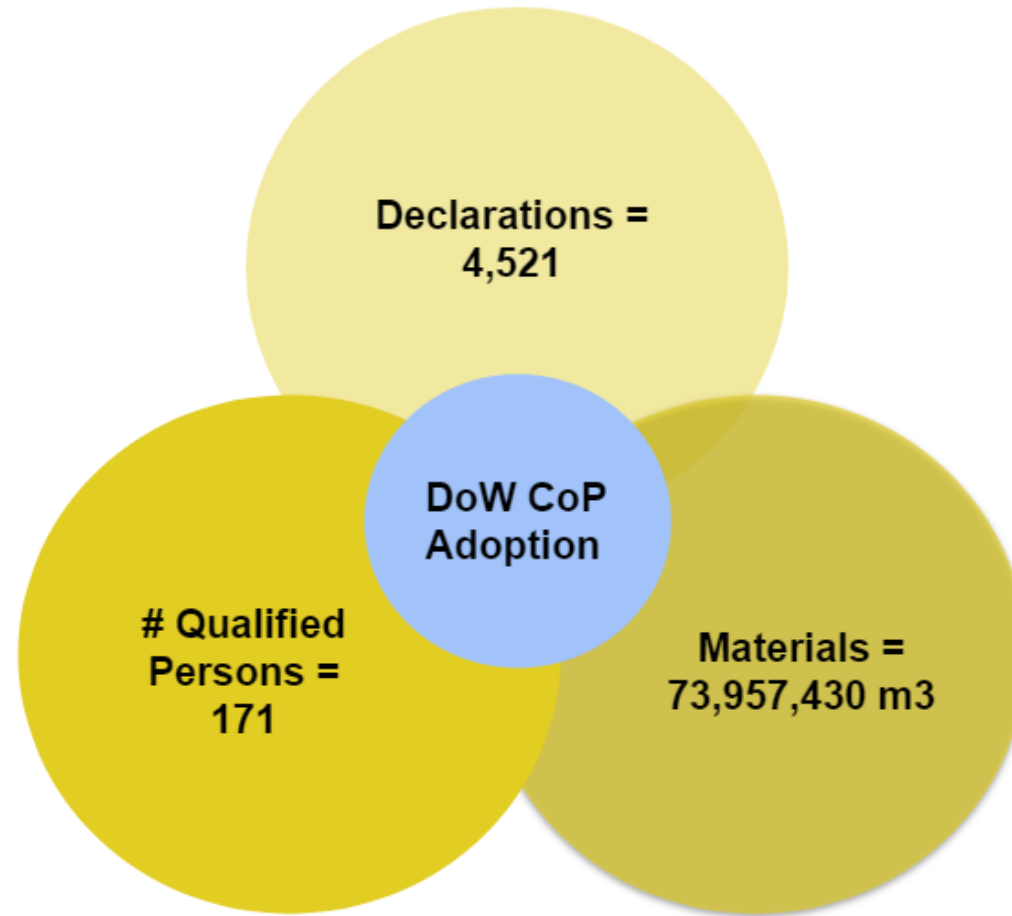 Declarations =
4,521
DoW CoP
Adoption
# Qualified
Persons =
171
Materials =
73,957,430 m3